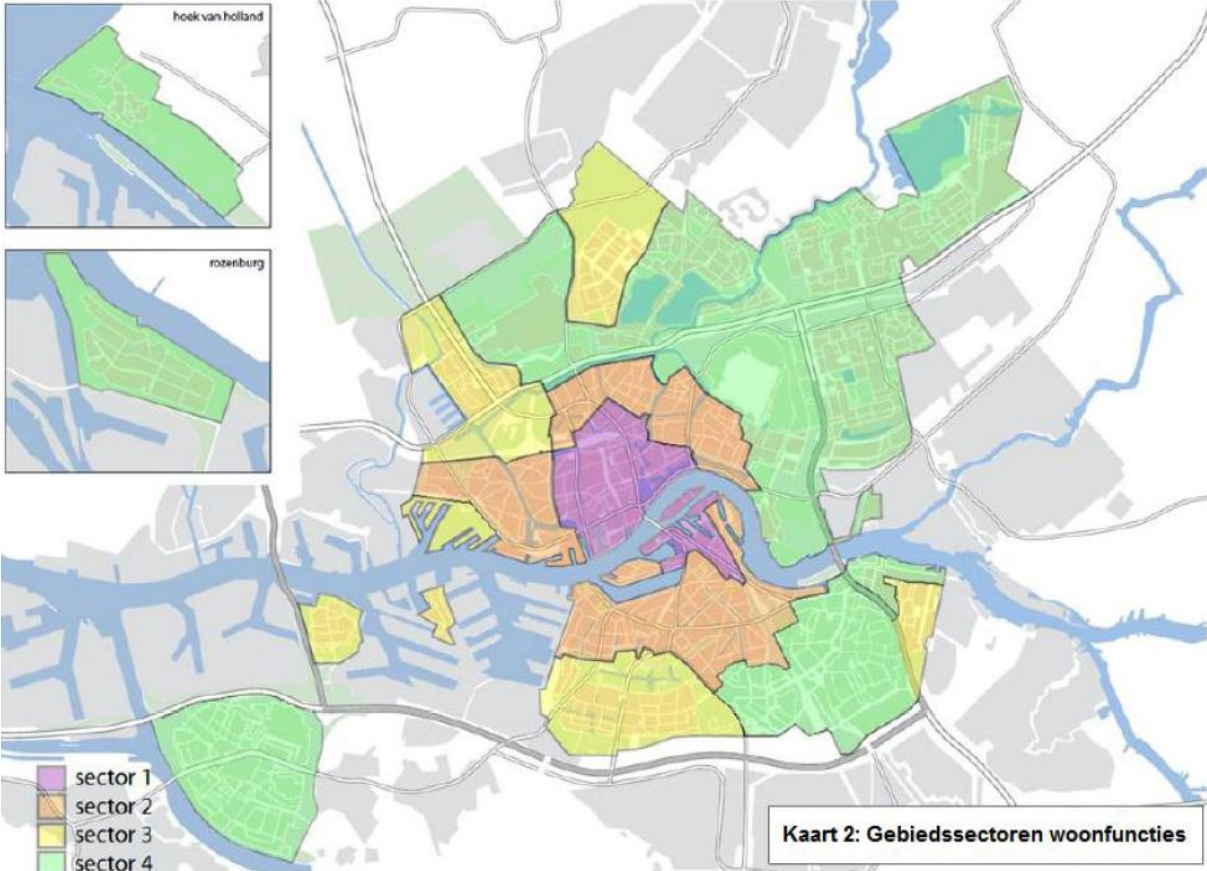 hoek van holland
rozenburg
sector 1
sector 2
sector 3
sector 4
Kaart 2: Gebiedssectoren woonfuncties